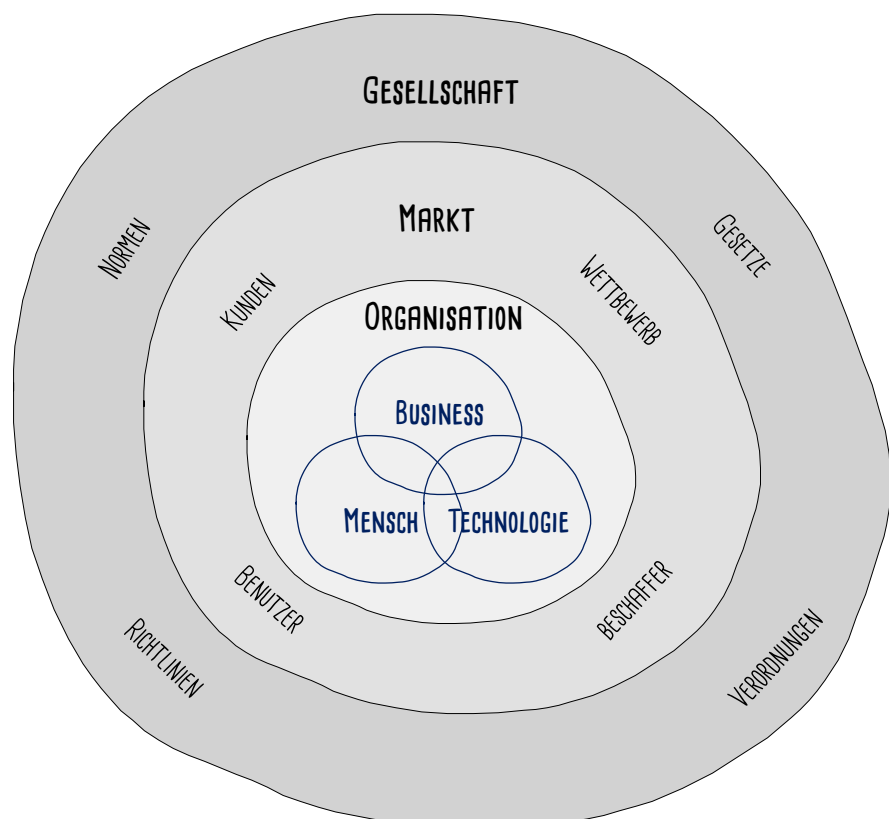 GESELLSCHAFT
NORMEN
GESETZE
MARKT
KUNDEN
WETTBEWERB
ORGANISATION
BUSINESS
MENSCH
TECHNOLOGIE
BENUTZER
BESCHAFFER
RICHTLINIEN
VERORDNUNGEN